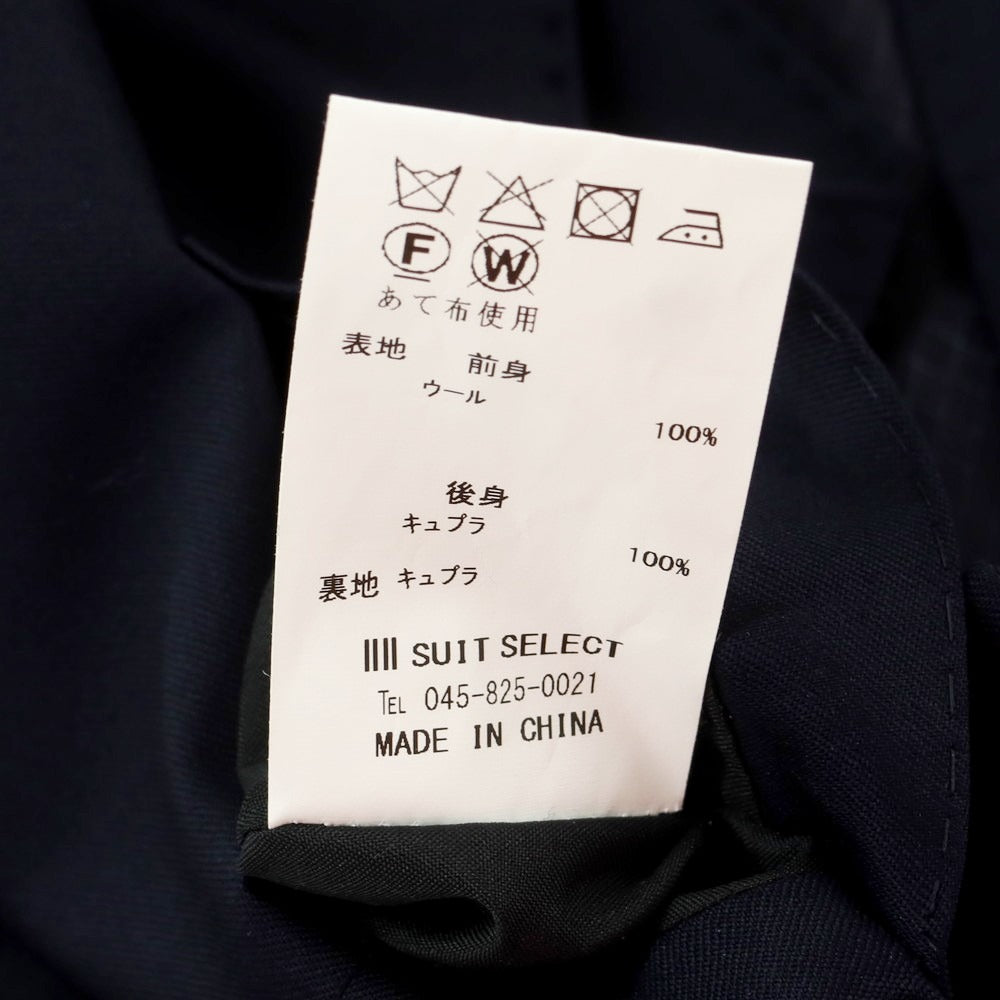 F W
あて布使用
表地 前身
ウール
100%
後身
キュプラ
100%
裏地 キュプラ
SUIT SELECT
TEL 045-825-0021
MADE IN CHINA